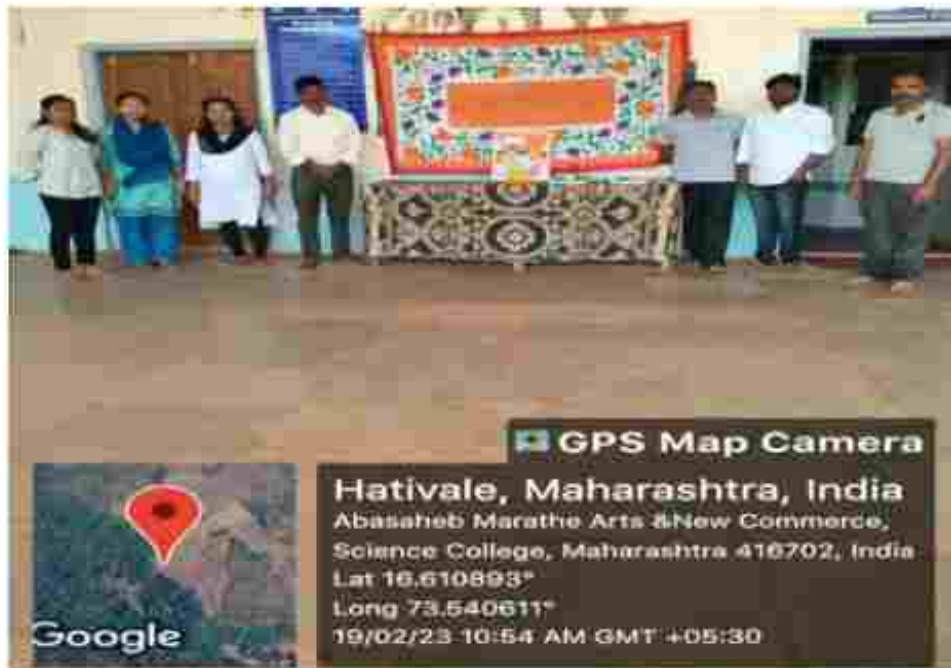 GPS Map Camera
Hativale, Maharashtra, India
Abasaheb Marathe Arts &New Commerce,
Science College, Maharashtra 416702, India
Lat 16.610893°
Long 73.540611°
19/02/23 10:54 AM GMT +05:30
Google